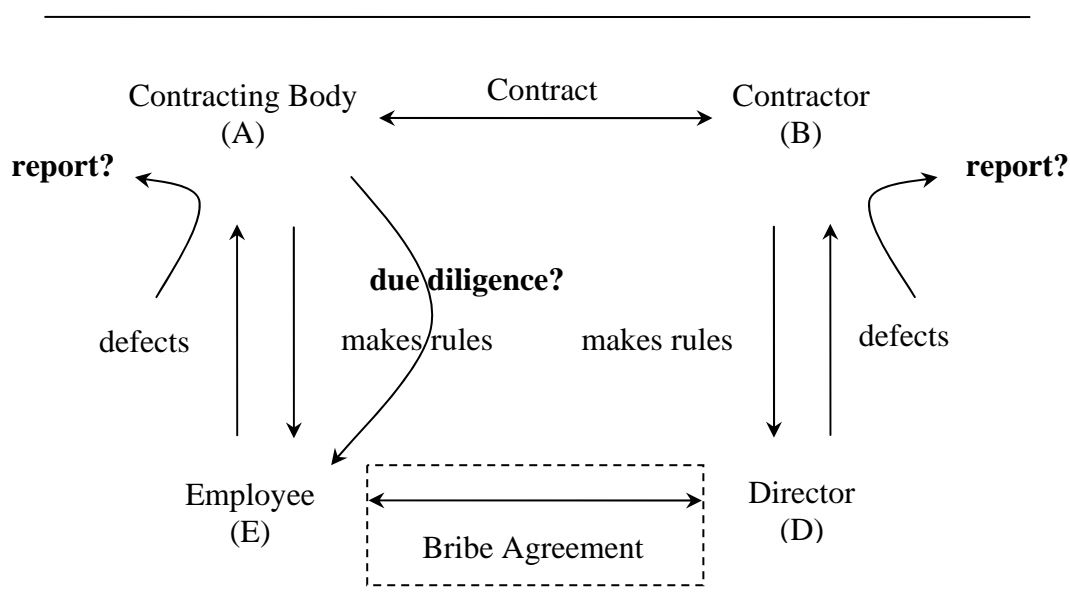 Contract
Contracting Body
(A)
Contractor
(B)
report?
report?
due diligence?
defects
makes rules
makes rules
defects
Employee
(E)
Director
(D)
Bribe Agreement